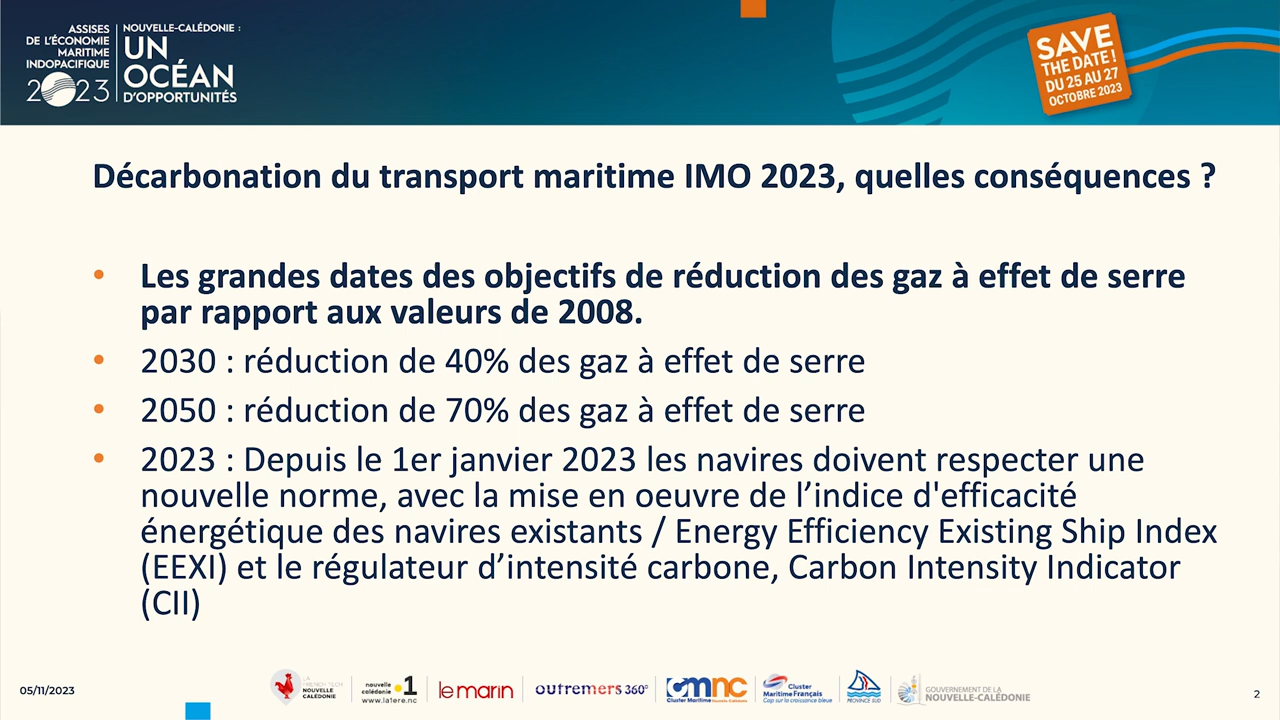 ASSISES
DE L'ÉCONOMIE
MARITIME
INDOPACIFIQUE
2023
NOUVELLE-CALÉDONIE :
UN
OCÉAN
D'OPPORTUNITÉS
SAVE
THE DATE !
DU 25 AU 27
OCTOBRE 2023
Décarbonation du transport maritime IMO 2023, quelles conséquences ?
• Les grandes dates des objectifs de réduction des gaz à effet de serre
par rapport aux valeurs de 2008.
• 2030 : réduction de 40% des gaz à effet de serre
• 2050 : réduction de 70% des gaz à effet de serre
• 2023 : Depuis le 1er janvier 2023 les navires doivent respecter une
nouvelle norme, avec la mise en oeuvre de l’indice d'efficacité
énergétique des navires existants / Energy Efficiency Existing Ship Index
(EEXI) et le régulateur d’intensité carbone, Carbon Intensity Indicator
(CII)
05/11/2023
LA
FRENCH TECH
NOUVELLE
CALÉDONIE
nouvelle
calédonie 1
www.la1ere.nc
le marin
outremers 360°
CMNC
Cluster Maritime Nouvelle-Calédonie
Cluster
Maritime Français
Cap sur la croissance bleue
PROVINCE SUD
GOUVERNEMENT DE LA
NOUVELLE-CALÉDONIE
2